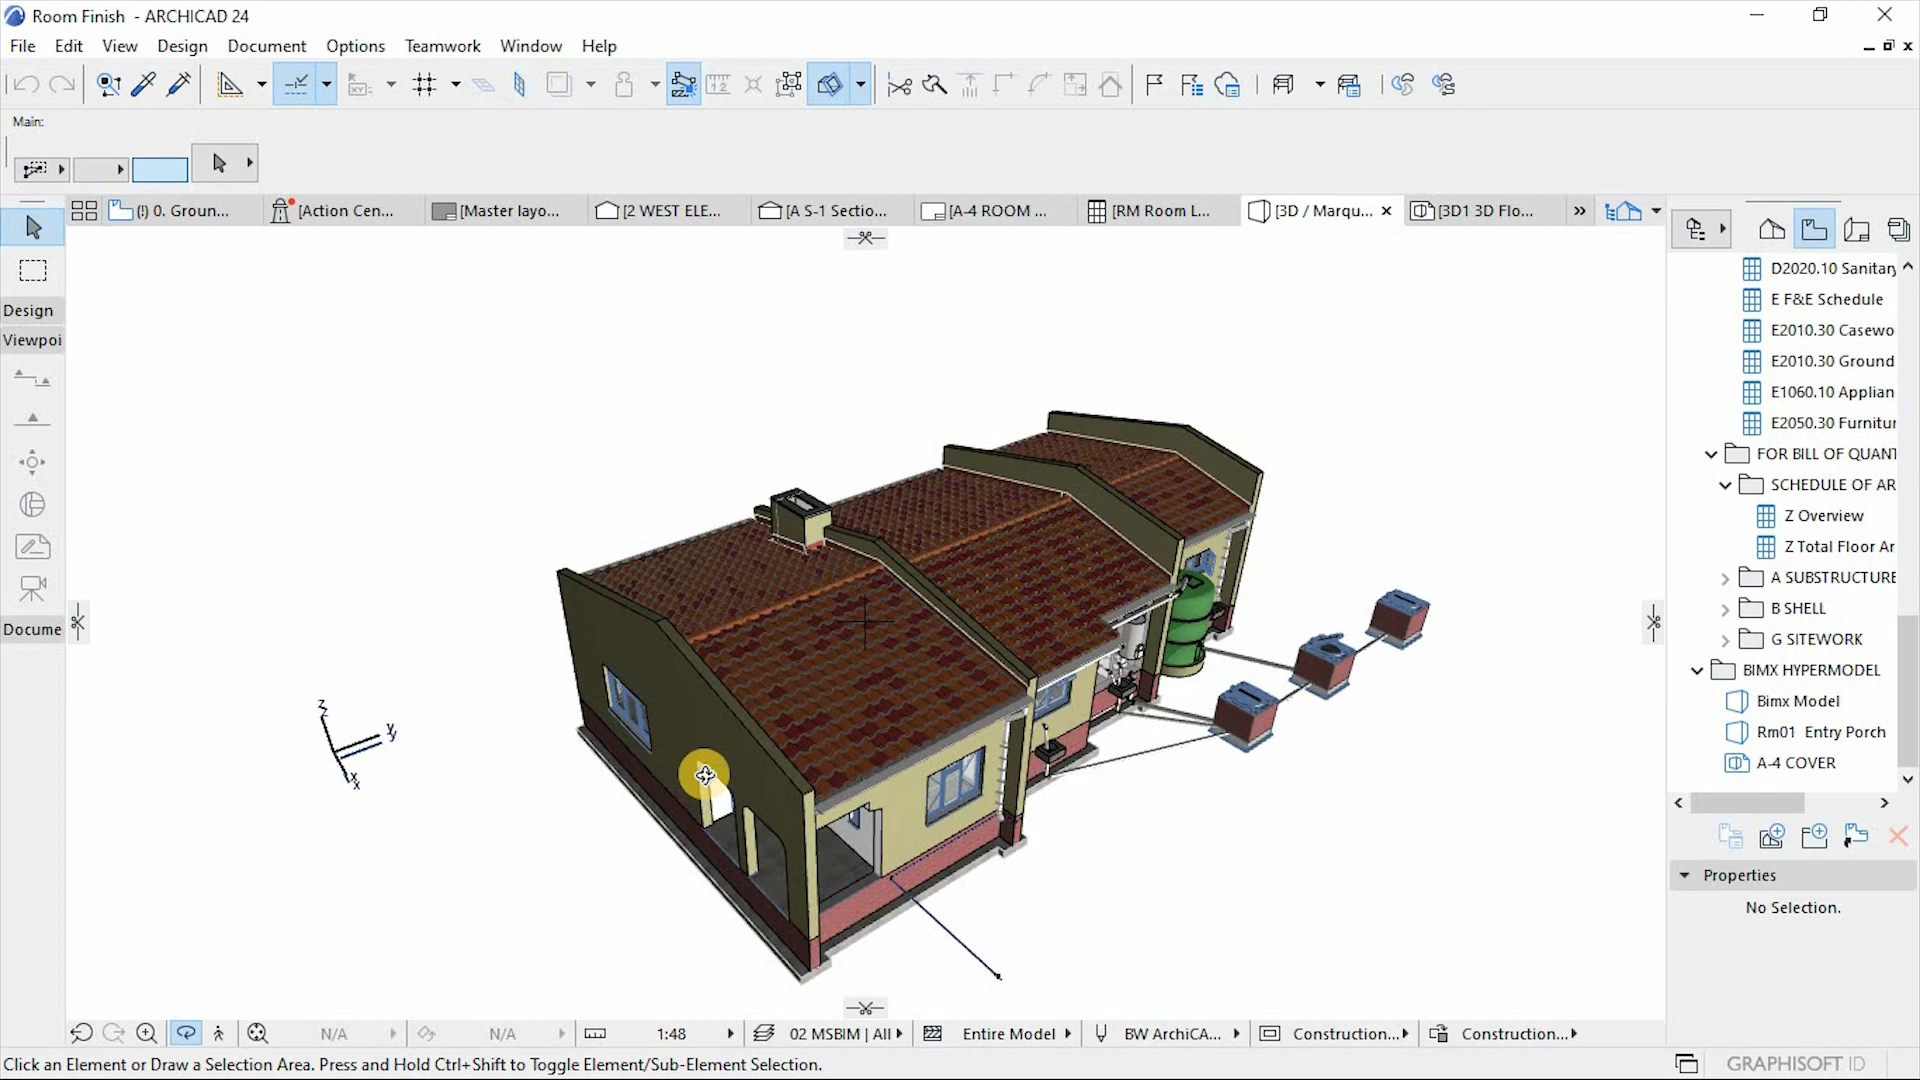 Room Finish - ARCHICAD 24
File Edit View Design Document Options Teamwork Window Help
Main:
(!) 0. Groun... [Action Cen... [Master layo... [2 WEST ELE... [A S-1 Sectio... [A-4 ROOM ... [RM Room L... [3D / Marqu... [3D1 3D Flo...
Design
Viewpoi
Docume
D2020.10 Sanitary
E F&E Schedule
E2010.30 Casewo
E2010.30 Ground
E1060.10 Applian
E2050.30 Furnitur
FOR BILL OF QUANT
SCHEDULE OF AR
Z Overview
Z Total Floor Ar
A SUBSTRUCTURE
B SHELL
G SITEWORK
BIMX HYPERMODEL
Bimx Model
Rm01 Entry Porch
A-4 COVER
Properties
No Selection.
z
z
y
y
x
x
N/A N/A 1:48 02 MSBIM | All Entire Model BW ArchiCA... Construction... Construction...
Click an Element or Draw a Selection Area. Press and Hold Ctrl+Shift to Toggle Element/Sub-Element Selection.
GRAPHISOFT ID